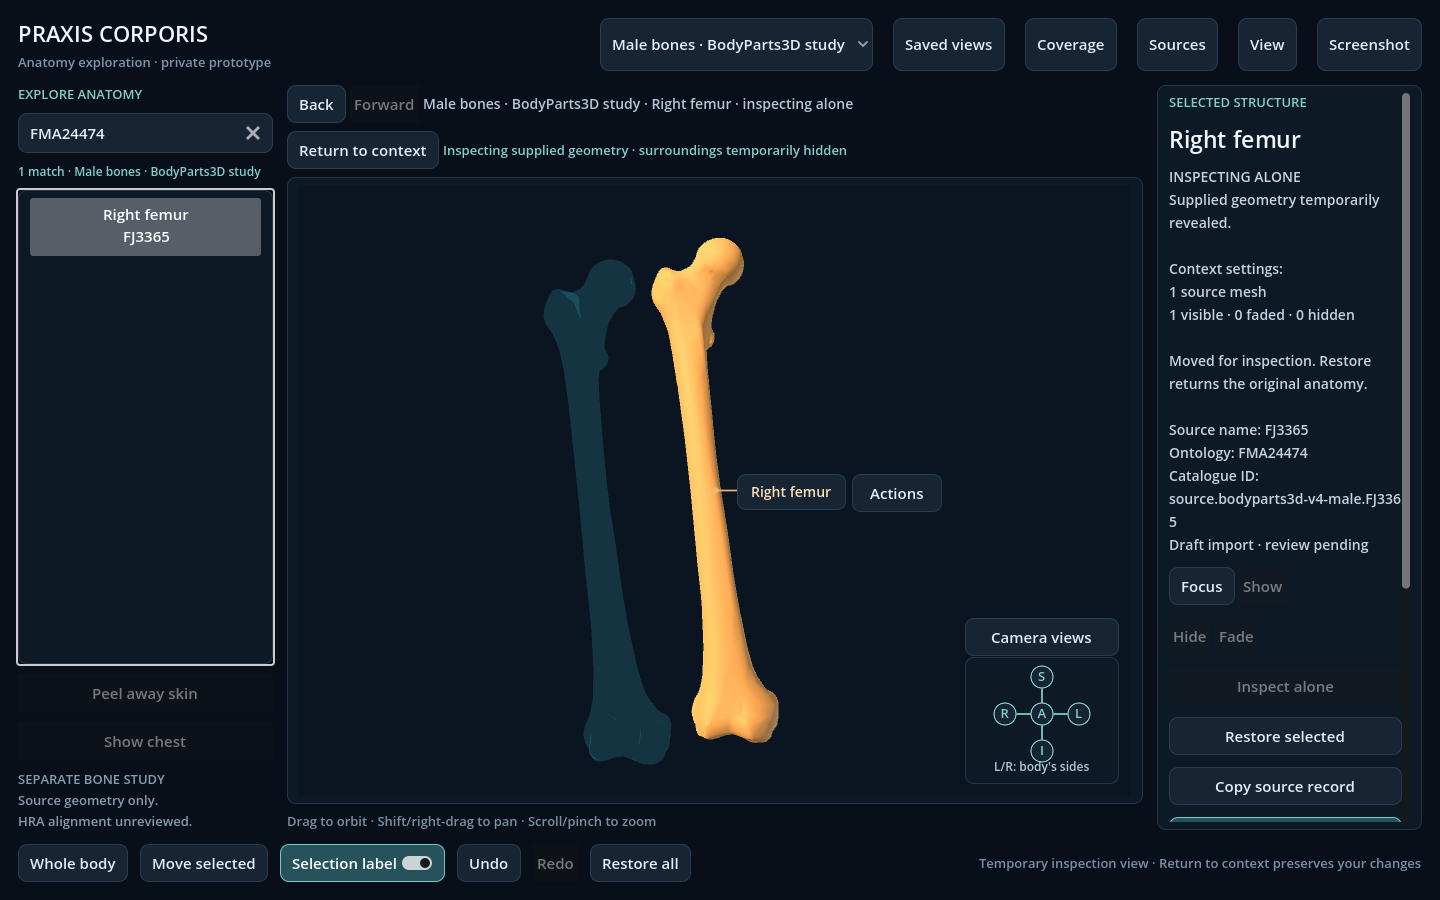 PRAXIS CORPORIS
Anatomy exploration · private prototype
Male bones · BodyParts3D study
Saved views
Coverage
Sources
View
Screenshot
EXPLORE ANATOMY
FMA24474
1 match · Male bones · BodyParts3D study
Right femur
FJ3365
Peel away skin
Show chest
SEPARATE BONE STUDY
Source geometry only.
HRA alignment unreviewed.
Back
Forward
Male bones · BodyParts3D study · Right femur · inspecting alone
Return to context
Inspecting supplied geometry · surroundings temporarily hidden
Right femur
Actions
Camera views
S
R
A
L
I
L/R: body's sides
Drag to orbit · Shift/right-drag to pan · Scroll/pinch to zoom
SELECTED STRUCTURE
Right femur
INSPECTING ALONE
Supplied geometry temporarily
revealed.
Context settings:
1 source mesh
1 visible · 0 faded · 0 hidden
Moved for inspection. Restore
returns the original anatomy.
Source name: FJ3365
Ontology: FMA24474
Catalogue ID:
source.bodyparts3d-v4-male.FJ336
5
Draft import · review pending
Focus
Show
Hide
Fade
Inspect alone
Restore selected
Copy source record
Whole body
Move selected
Selection label
Undo
Redo
Restore all
Temporary inspection view · Return to context preserves your changes